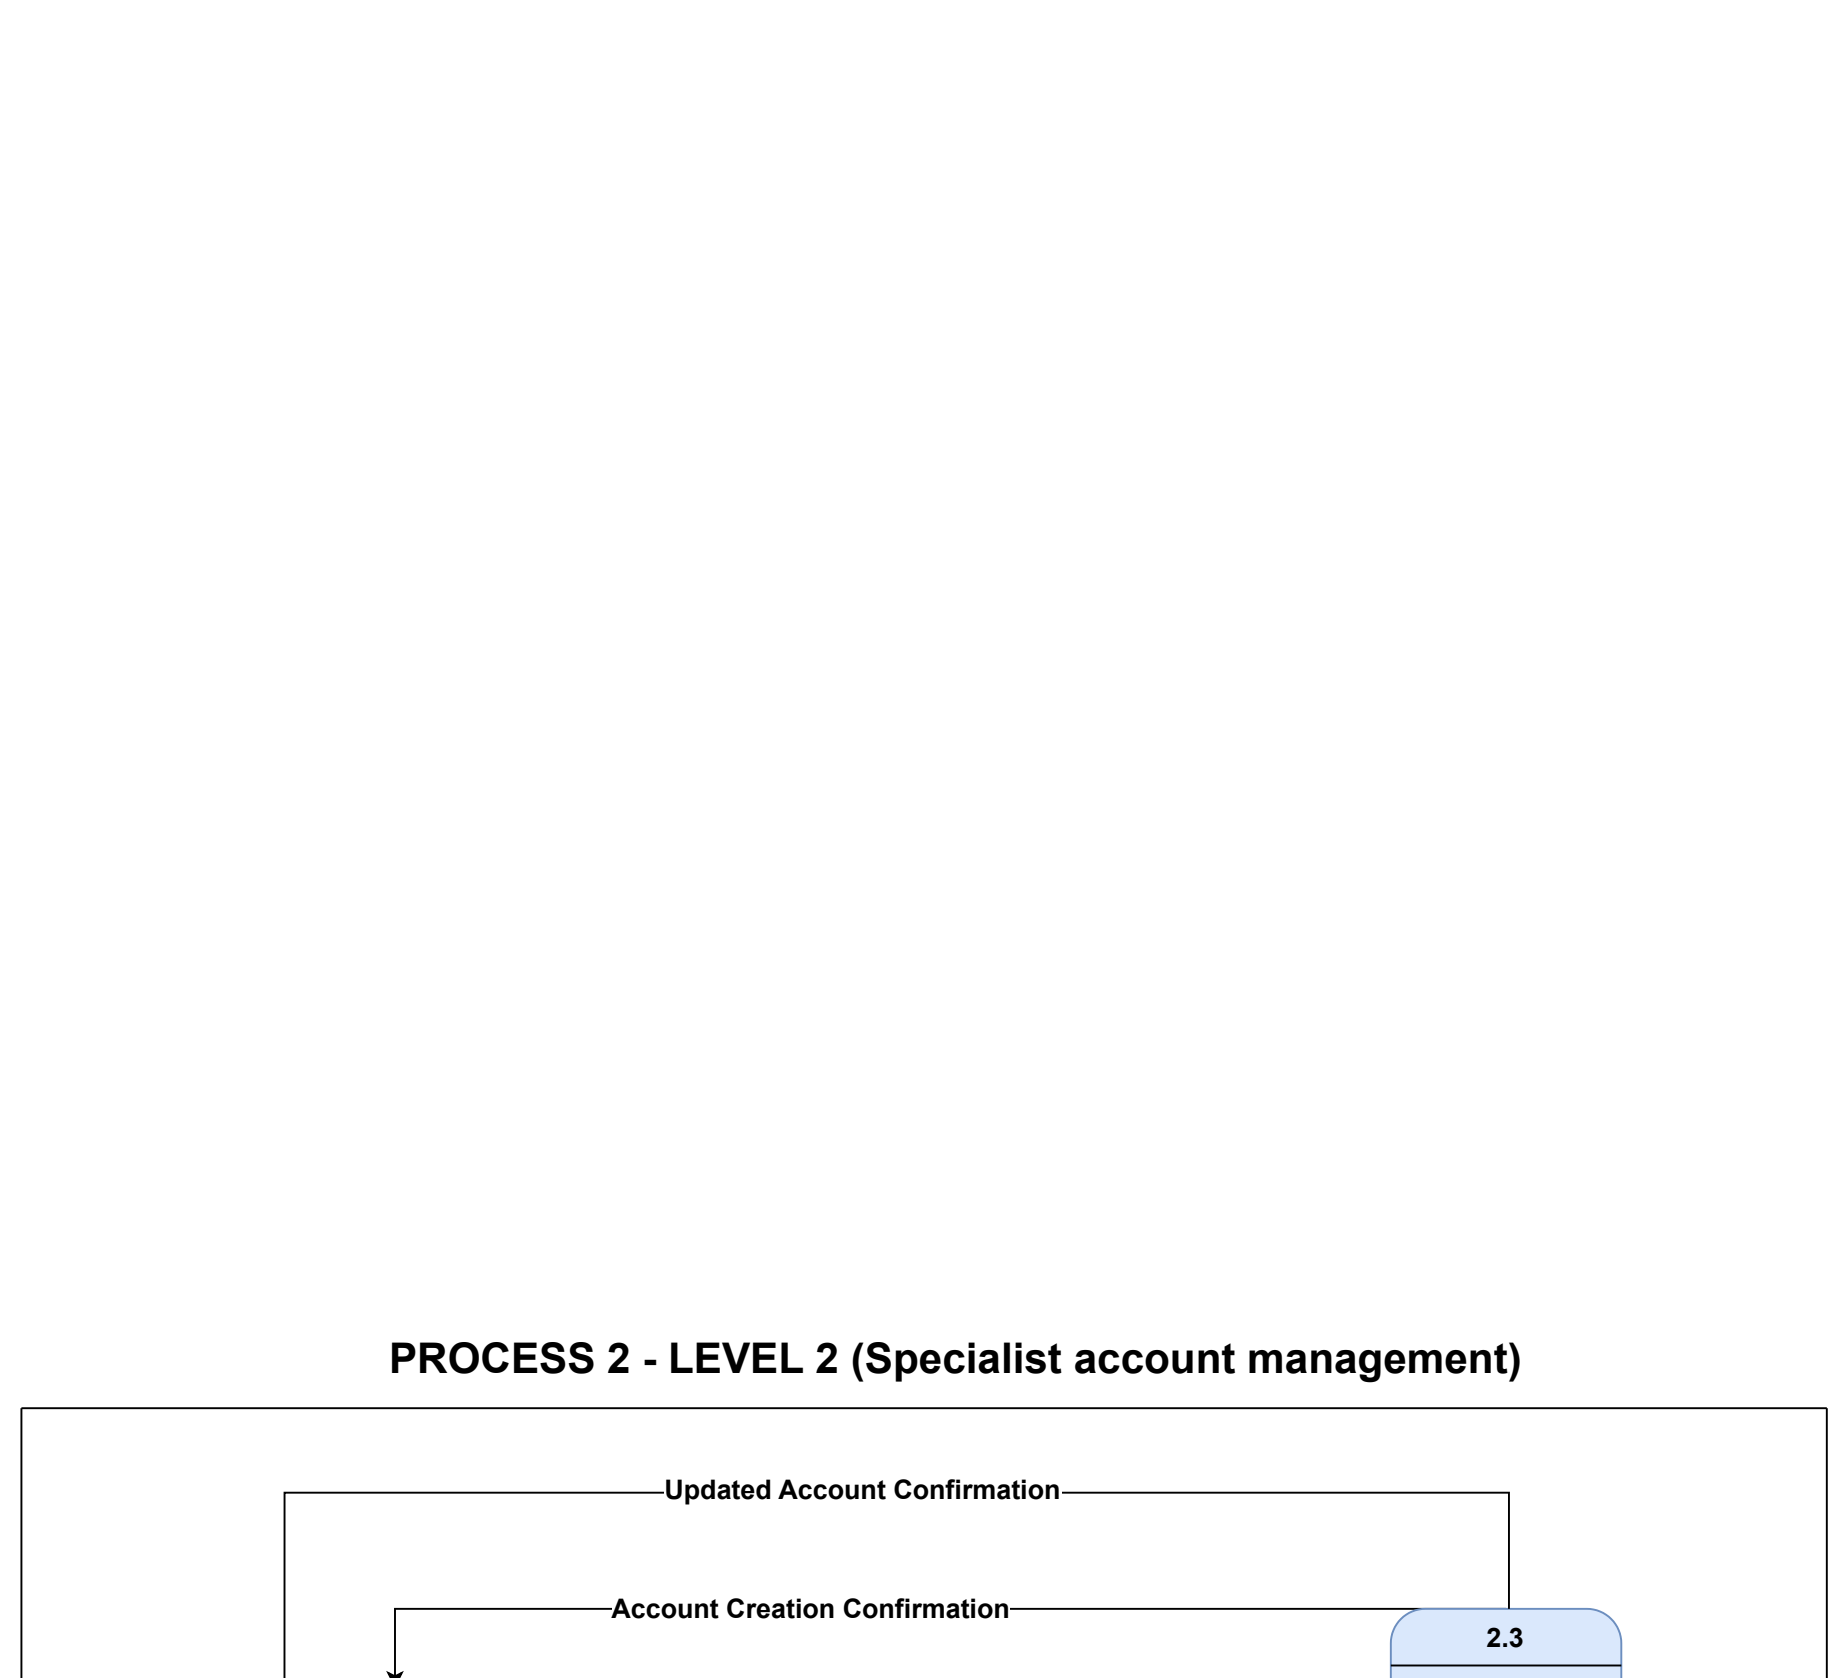 PROCESS 2 - LEVEL 2 (Specialist account management)
Updated Account Confirmation
Account Creation Confirmation
2.3